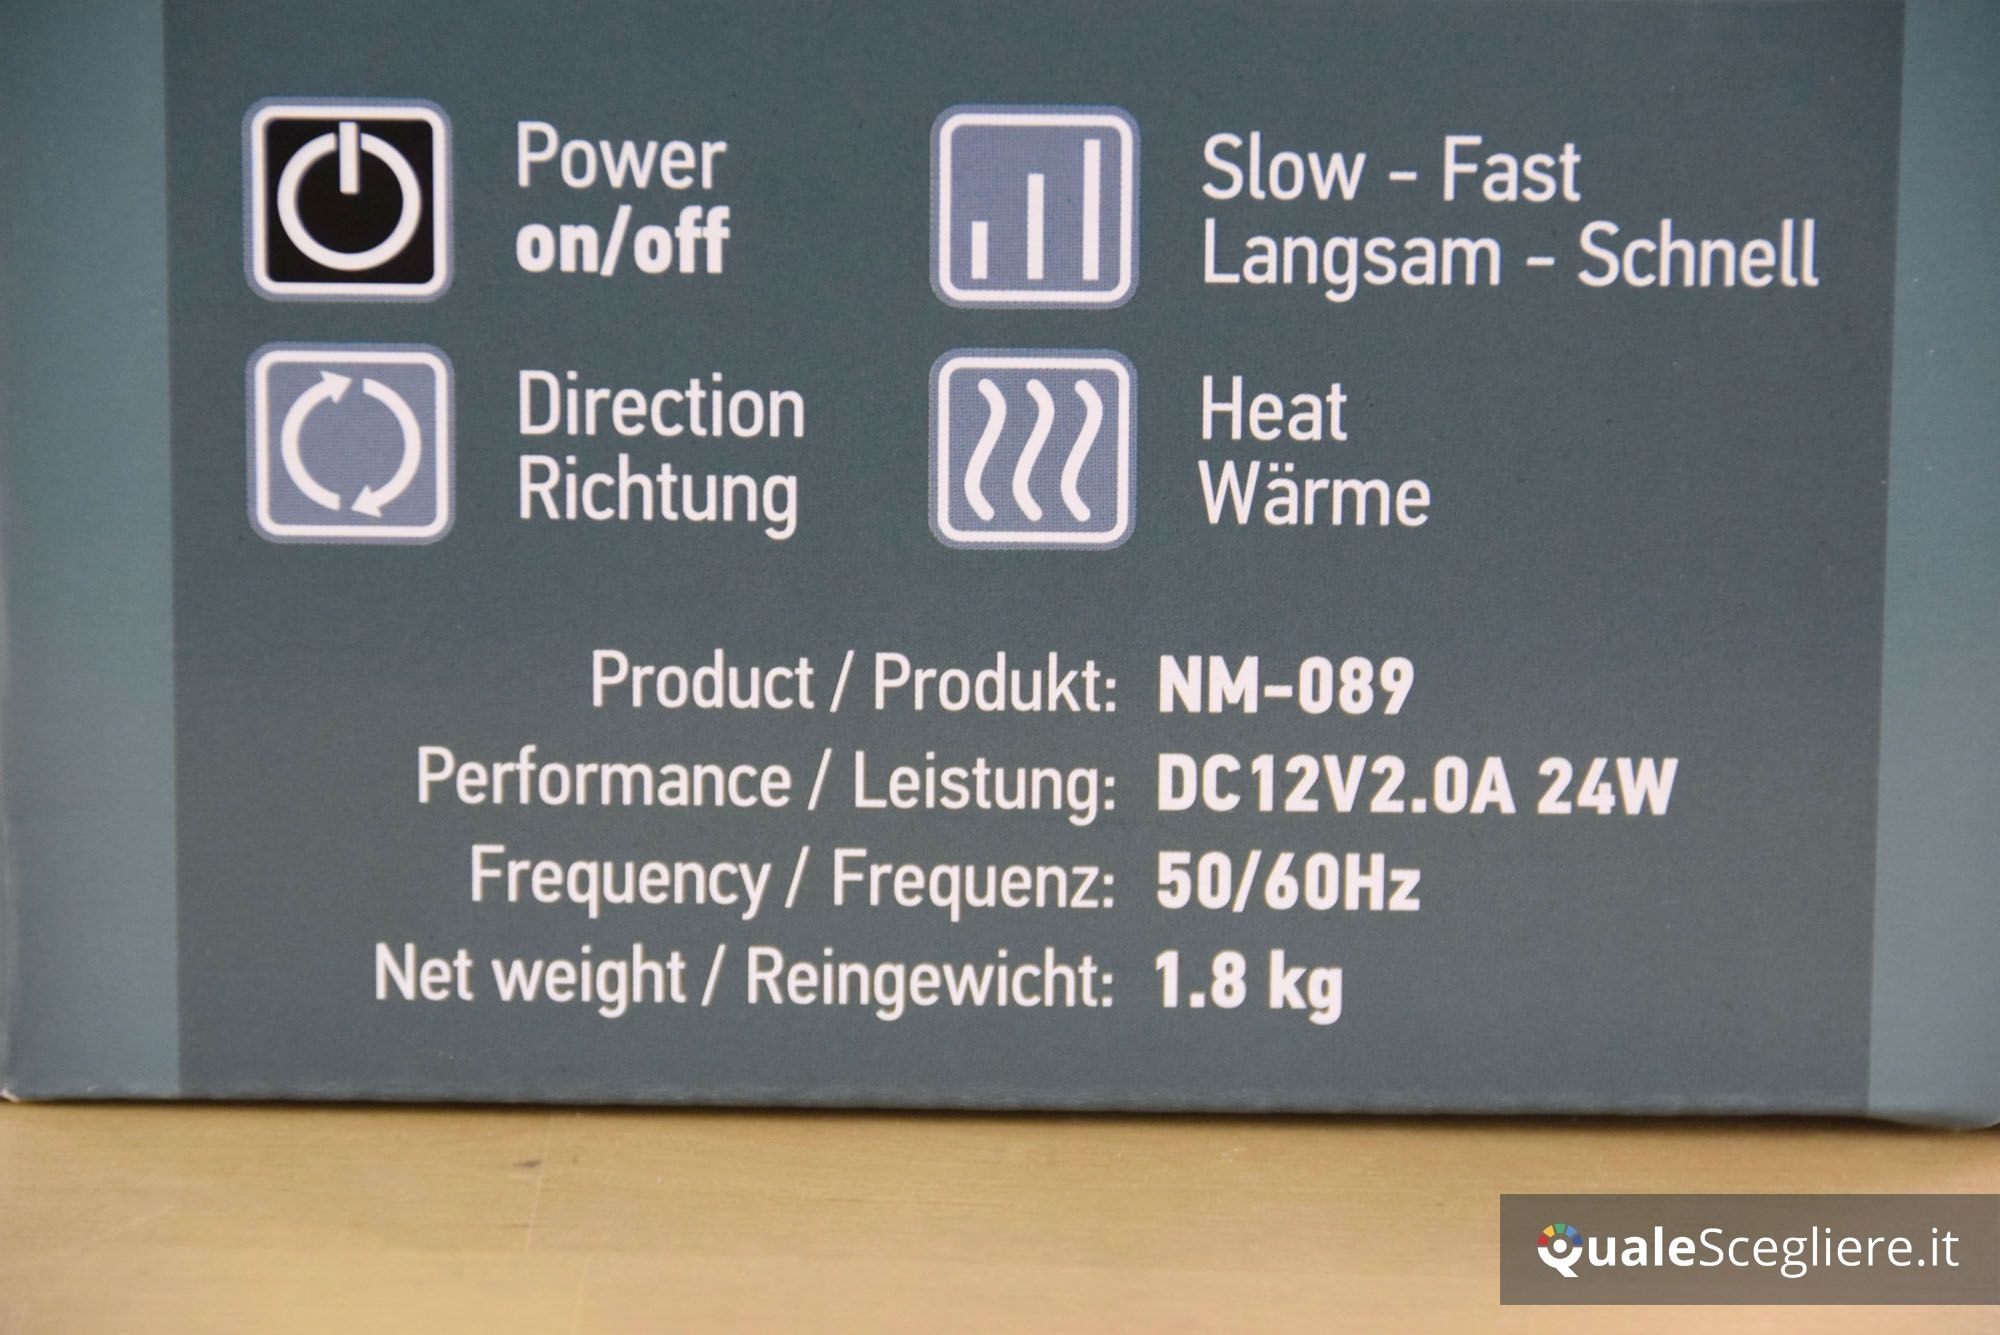 Power
on/off
Slow - Fast
Langsam - Schnell
Direction
Richtung
Heat
Wärme
Product / Produkt: NM-089
Performance / Leistung: DC12V2.0A 24W
Frequency / Frequenz: 50/60Hz
Net weight / Reingewicht: 1.8 kg
QualeScegliere.it